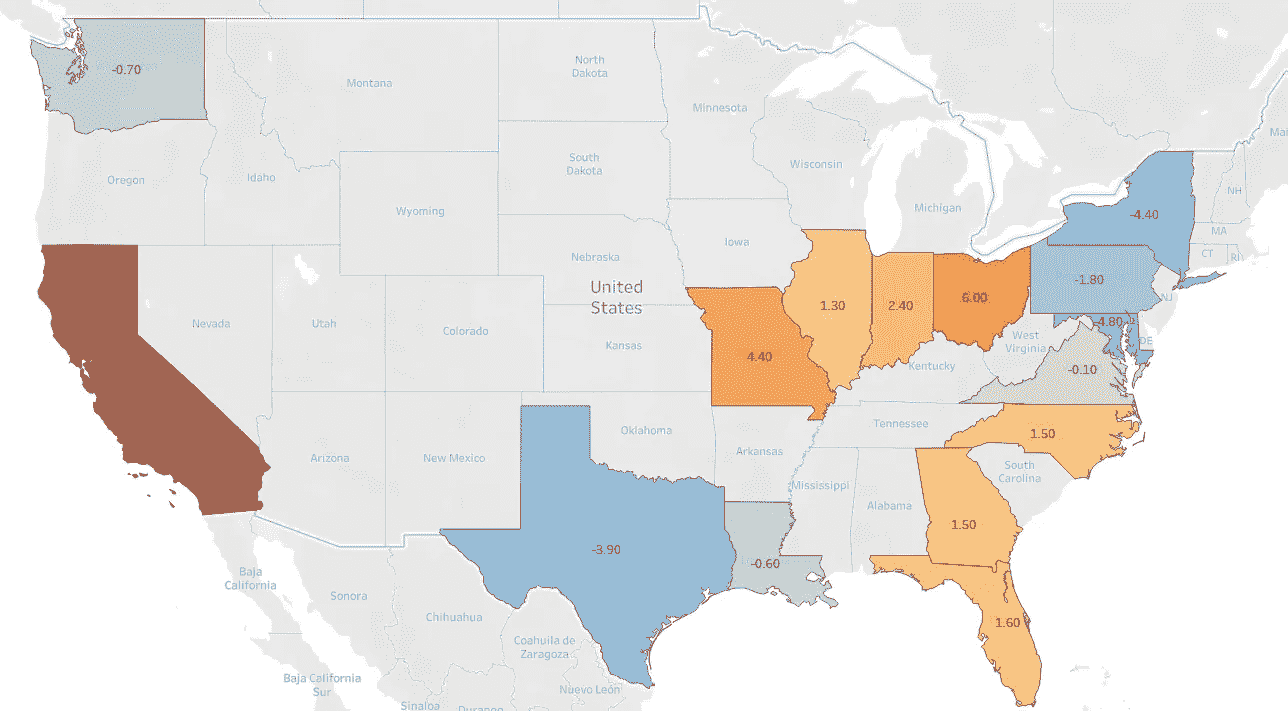 -0.70
North
Dakota
Montana
Minnesota
Mai
South
Dakota
Wisconsin
Oregon
Idaho
NH
Wyoming
Michigan
-4.40
MA
Iowa
CT
RI
Nebraska
-1.80
United
States
NJ
1.30
2.40
6.00
Nevada
Utah
Colorado
-4.80
Kansas
West
Virginia
DE
4.40
Kentucky
-0.10
Tennessee
1.50
Oklahoma
Arizona
New Mexico
Arkansas
South
Carolina
Mississippi
Alabama
1.50
-3.90
-0.60
Baja
California
Sonora
Chihuahua
1.60
Coahuila de
Zaragoza
Baja California
Sur
Nuevo León
Sinaloa
Durango